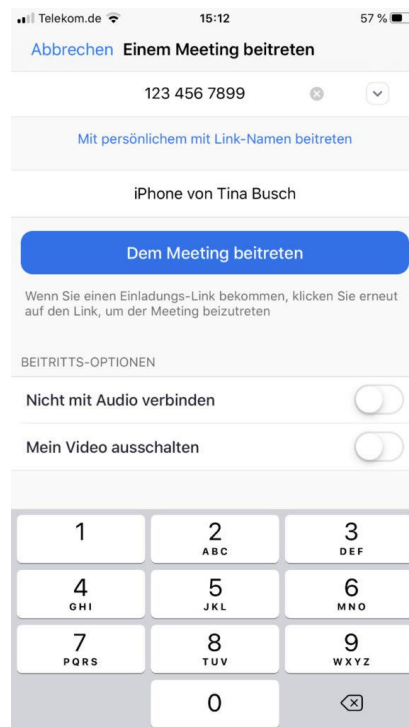 Telekom.de 15:12 57 %
Abbrechen Einem Meeting beitreten
123 456 7899
Mit persönlichem mit Link-Namen beitreten
iPhone von Tina Busch
Dem Meeting beitreten
Wenn Sie einen Einladungs-Link bekommen, klicken Sie erneut
auf den Link, um der Meeting beizutreten
BEITRITTS-OPTIONEN
Nicht mit Audio verbinden
Mein Video ausschalten
1 2 3
ABC DEF
4 5 6
GHI JKL MNO
7 8 9
PQRS TUV WXYZ
0